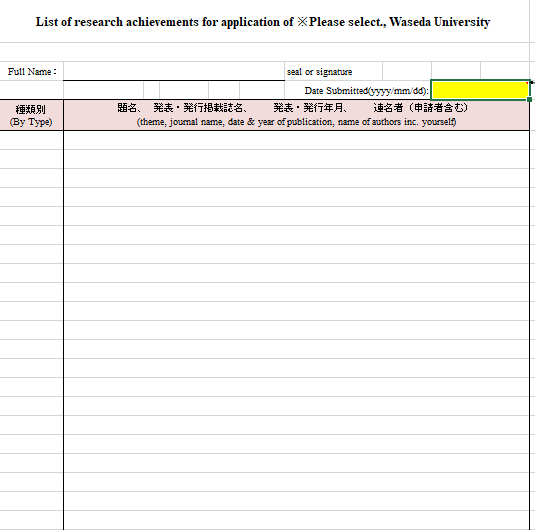 List of research achievements for application of ※Please select., Waseda University
Full Name：
seal or signature
Date Submitted(yyyy/mm/dd):
種類別
(By Type)
題名、 発表・発行掲載誌名、 発表・発行年月、 連名者（申請者含む）
(theme, journal name, date & year of publication, name of authors inc. yourself)